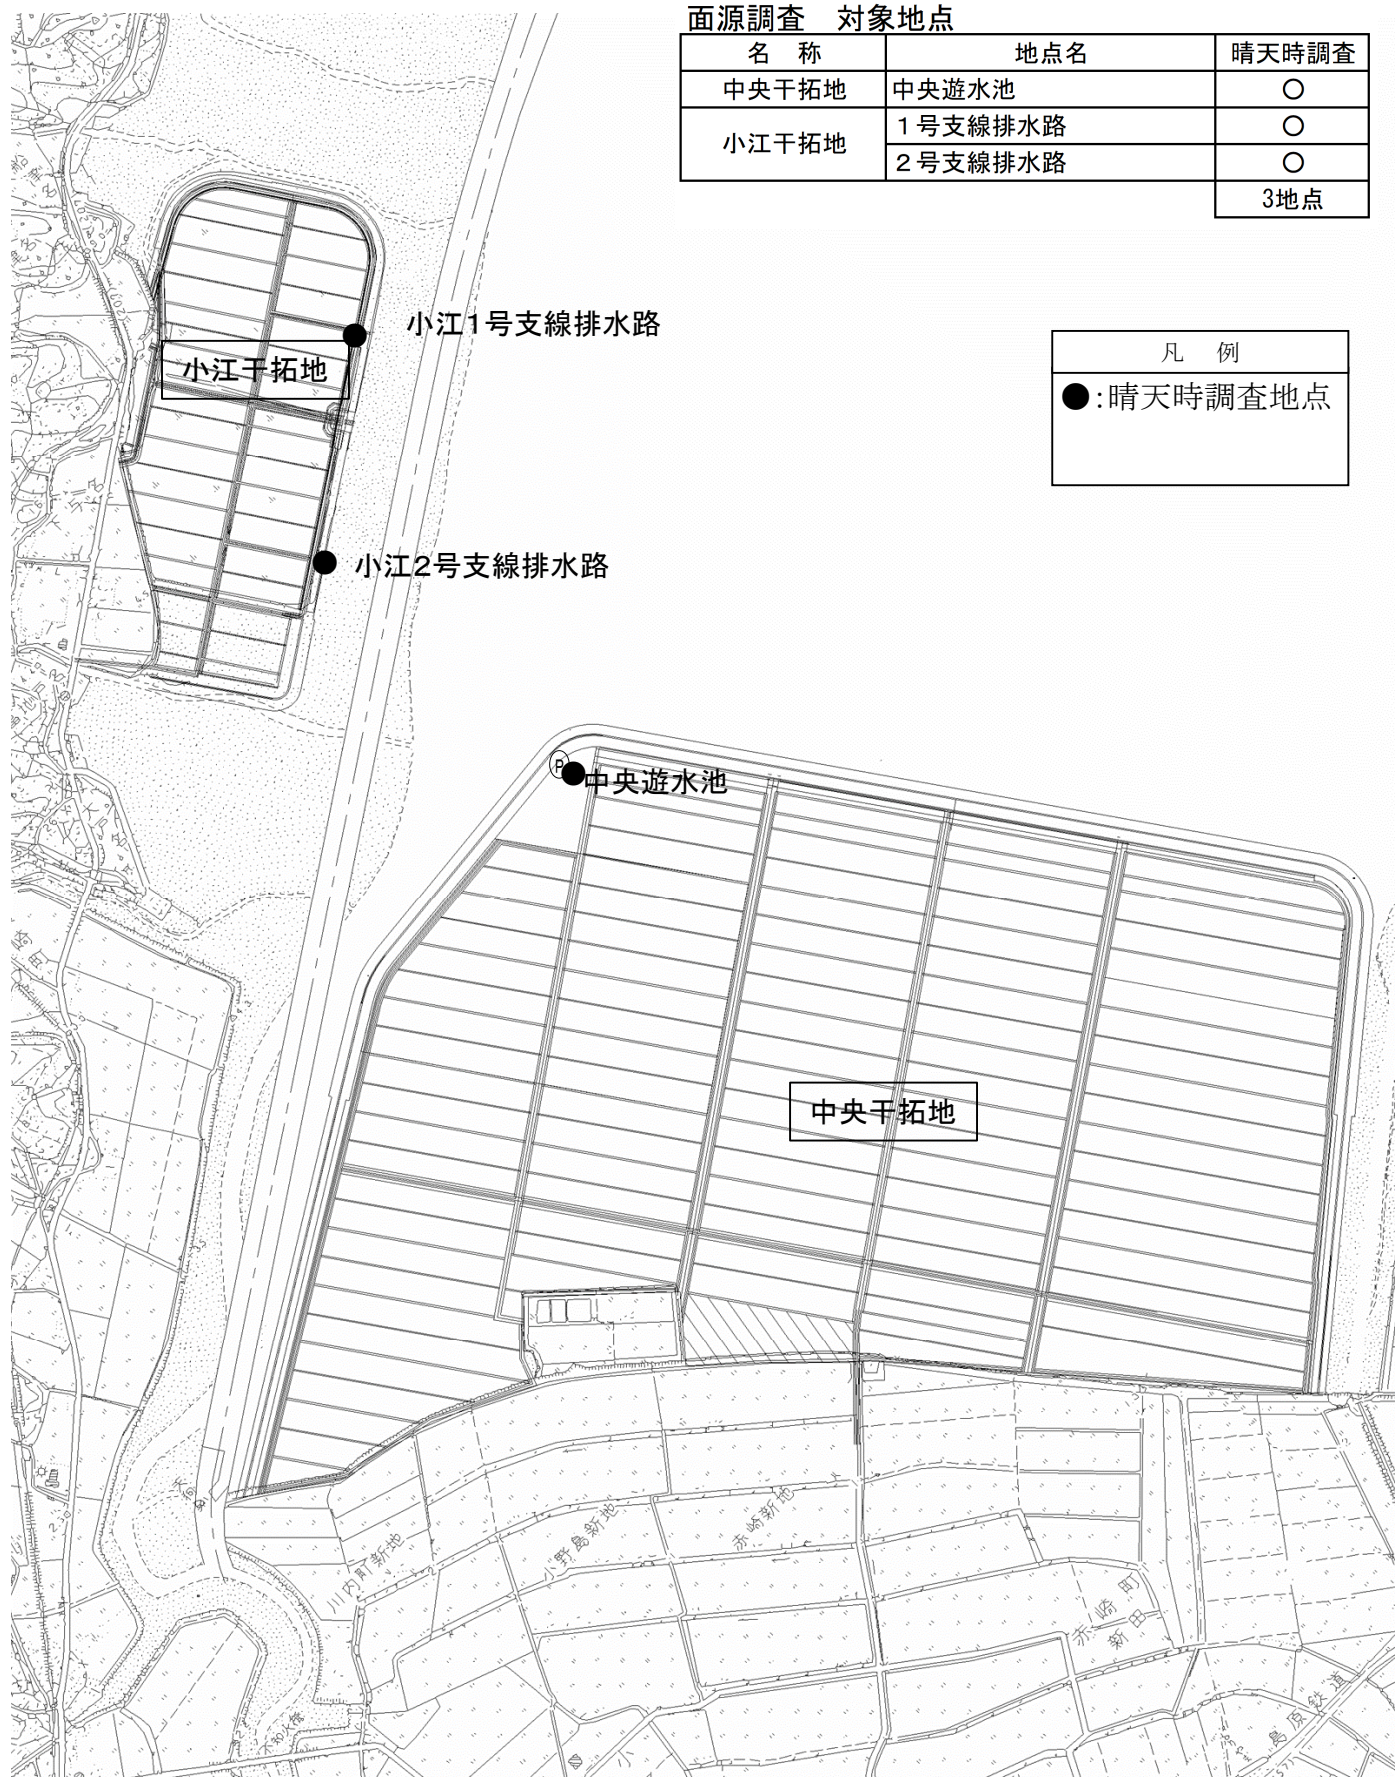 面源調査　対象地点
名　称　地点名　晴天時調査
中央干拓地　中央遊水池　○
小江干拓地　１号支線排水路　○
２号支線排水路　○
3地点
小江1号支線排水路
小江干拓地
凡　例
●:晴天時調査地点
小江2号支線排水路
P
中央遊水池
中央干拓地
川内町新地
小野島新地
赤崎新地
赤崎町
新田
島原鉄道